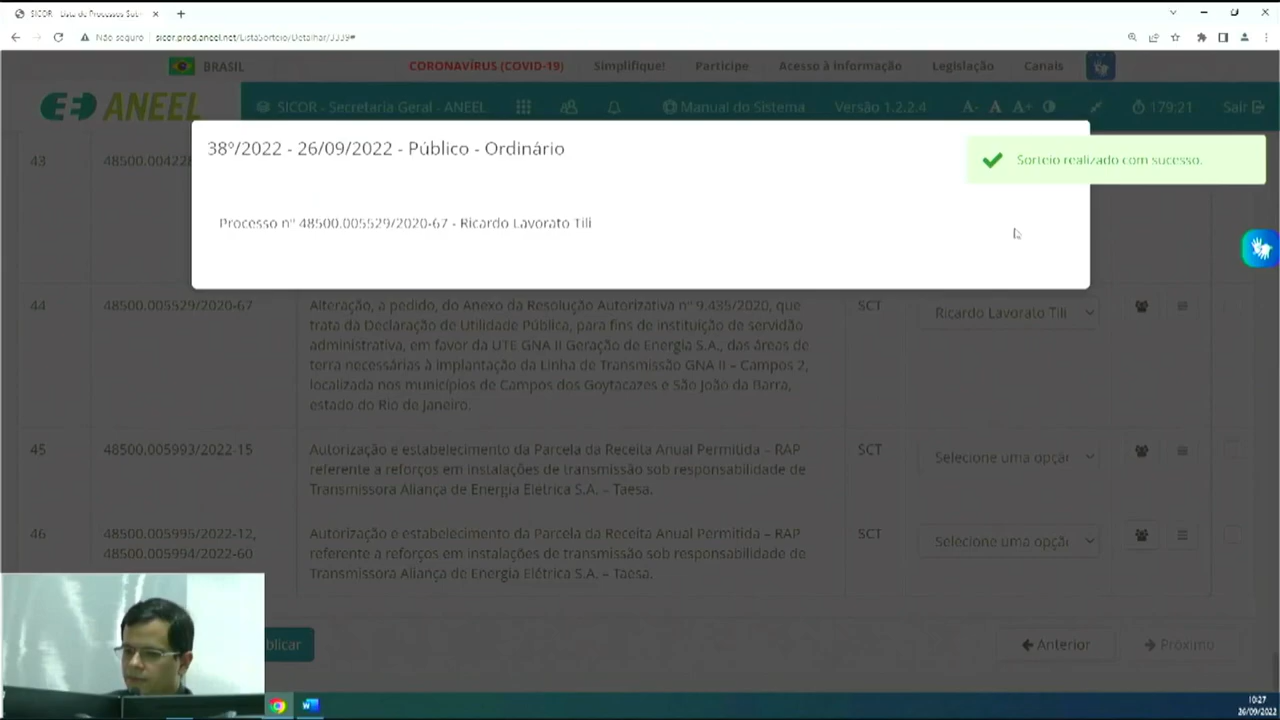 SICOR - Lista de Processos Sub
Não seguro
sicor.prod.aneel.net/ListaSorteio/Detalhar/3339#
BRASIL
CORONAVÍRUS (COVID-19)
Simplifique!
Participe
Acesso à informação
Legislação
Canais
ANEEL
SICOR - Secretaria Geral - ANEEL
Manual do Sistema
Versão 1.2.2.4
A-
A
A+
179:21
Sair
38º/2022 - 26/09/2022 - Público - Ordinário
Sorteio realizado com sucesso.
Processo nº 48500.005529/2020-67 - Ricardo Lavorato Tili
43
48500.004228
44
48500.005529/2020-67
Alteração, a pedido, do Anexo da Resolução Autorizativa nº 9.435/2020, que
trata da Declaração de Utilidade Pública, para fins de instituição de servidão
administrativa, em favor da UTE GNA II Geração de Energia S.A., das áreas de
terra necessárias à implantação da Linha de Transmissão GNA II – Campos 2,
localizada nos municípios de Campos dos Goytacazes e São João da Barra,
estado do Rio de Janeiro.
SCT
Ricardo Lavorato Tili
45
48500.005993/2022-15
Autorização e estabelecimento da Parcela da Receita Anual Permitida – RAP
referente a reforços em instalações de transmissão sob responsabilidade de
Transmissora Aliança de Energia Eletrica S.A. – Taesa.
SCT
Selecione uma opçã
46
48500.005995/2022-12,
48500.005994/2022-60
Autorização e estabelecimento da Parcela da Receita Anual Permitida – RAP
referente a reforços em instalações de transmissão sob responsabilidade de
Transmissora Aliança de Energia Elétrica S.A. – Taesa.
SCT
Selecione uma opçã
blicar
Anterior
Próximo
10:27
26/09/2022